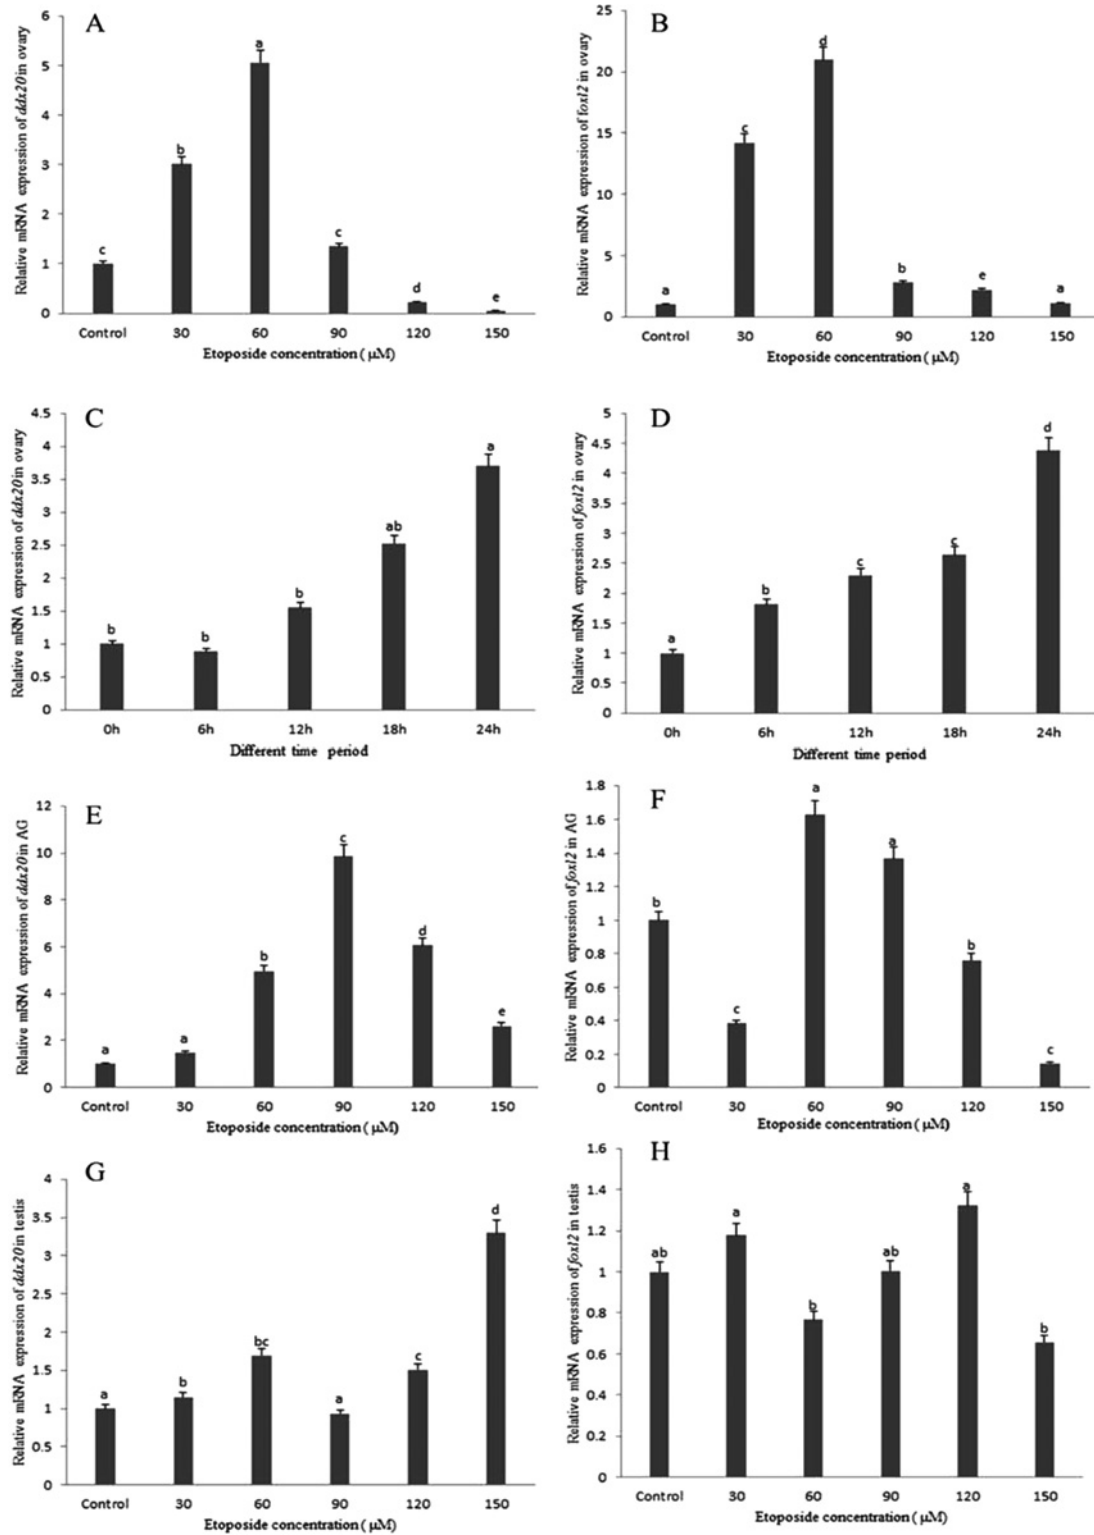 A
Relative mRNA expression of ddx20 in ovary
6
5
4
3
2
1
0
c
b
a
c
d
e
Control 30 60 90 120 150
Etoposide concentration ( μM)
B
Relative mRNA expression of foxl2 in ovary
25
20
15
10
5
0
a
c
d
b
e
a
Control 30 60 90 120 150
Etoposide concentration ( μM)
C
Relative mRNA expression of ddx20 in ovary
4.5
4
3.5
3
2.5
2
1.5
1
0.5
0
b
b
b
ab
a
0h 6h 12h 18h 24h
Different time period
D
Relative mRNA expression of foxl2 in ovary
5
4.5
4
3.5
3
2.5
2
1.5
1
0.5
0
a
b
c
c
d
0h 6h 12h 18h 24h
Different time period
E
Relative mRNA expression of ddx20 in AG
12
10
8
6
4
2
0
a
a
b
c
d
e
Control 30 60 90 120 150
Etoposide concentration ( μM)
F
Relative mRNA expression of foxl2 in AG
1.8
1.6
1.4
1.2
1
0.8
0.6
0.4
0.2
0
b
c
a
a
b
c
Control 30 60 90 120 150
Etoposide concentration ( μM)
G
Relative mRNA expression of ddx20 in testis
4
3.5
3
2.5
2
1.5
1
0.5
0
a
b
bc
a
c
d
Control 30 60 90 120 150
Etoposide concentration ( μM)
H
Relative mRNA expression of foxl2 in testis
1.6
1.4
1.2
1
0.8
0.6
0.4
0.2
0
ab
a
b
ab
a
b
Control 30 60 90 120 150
Etoposide concentration ( μM)